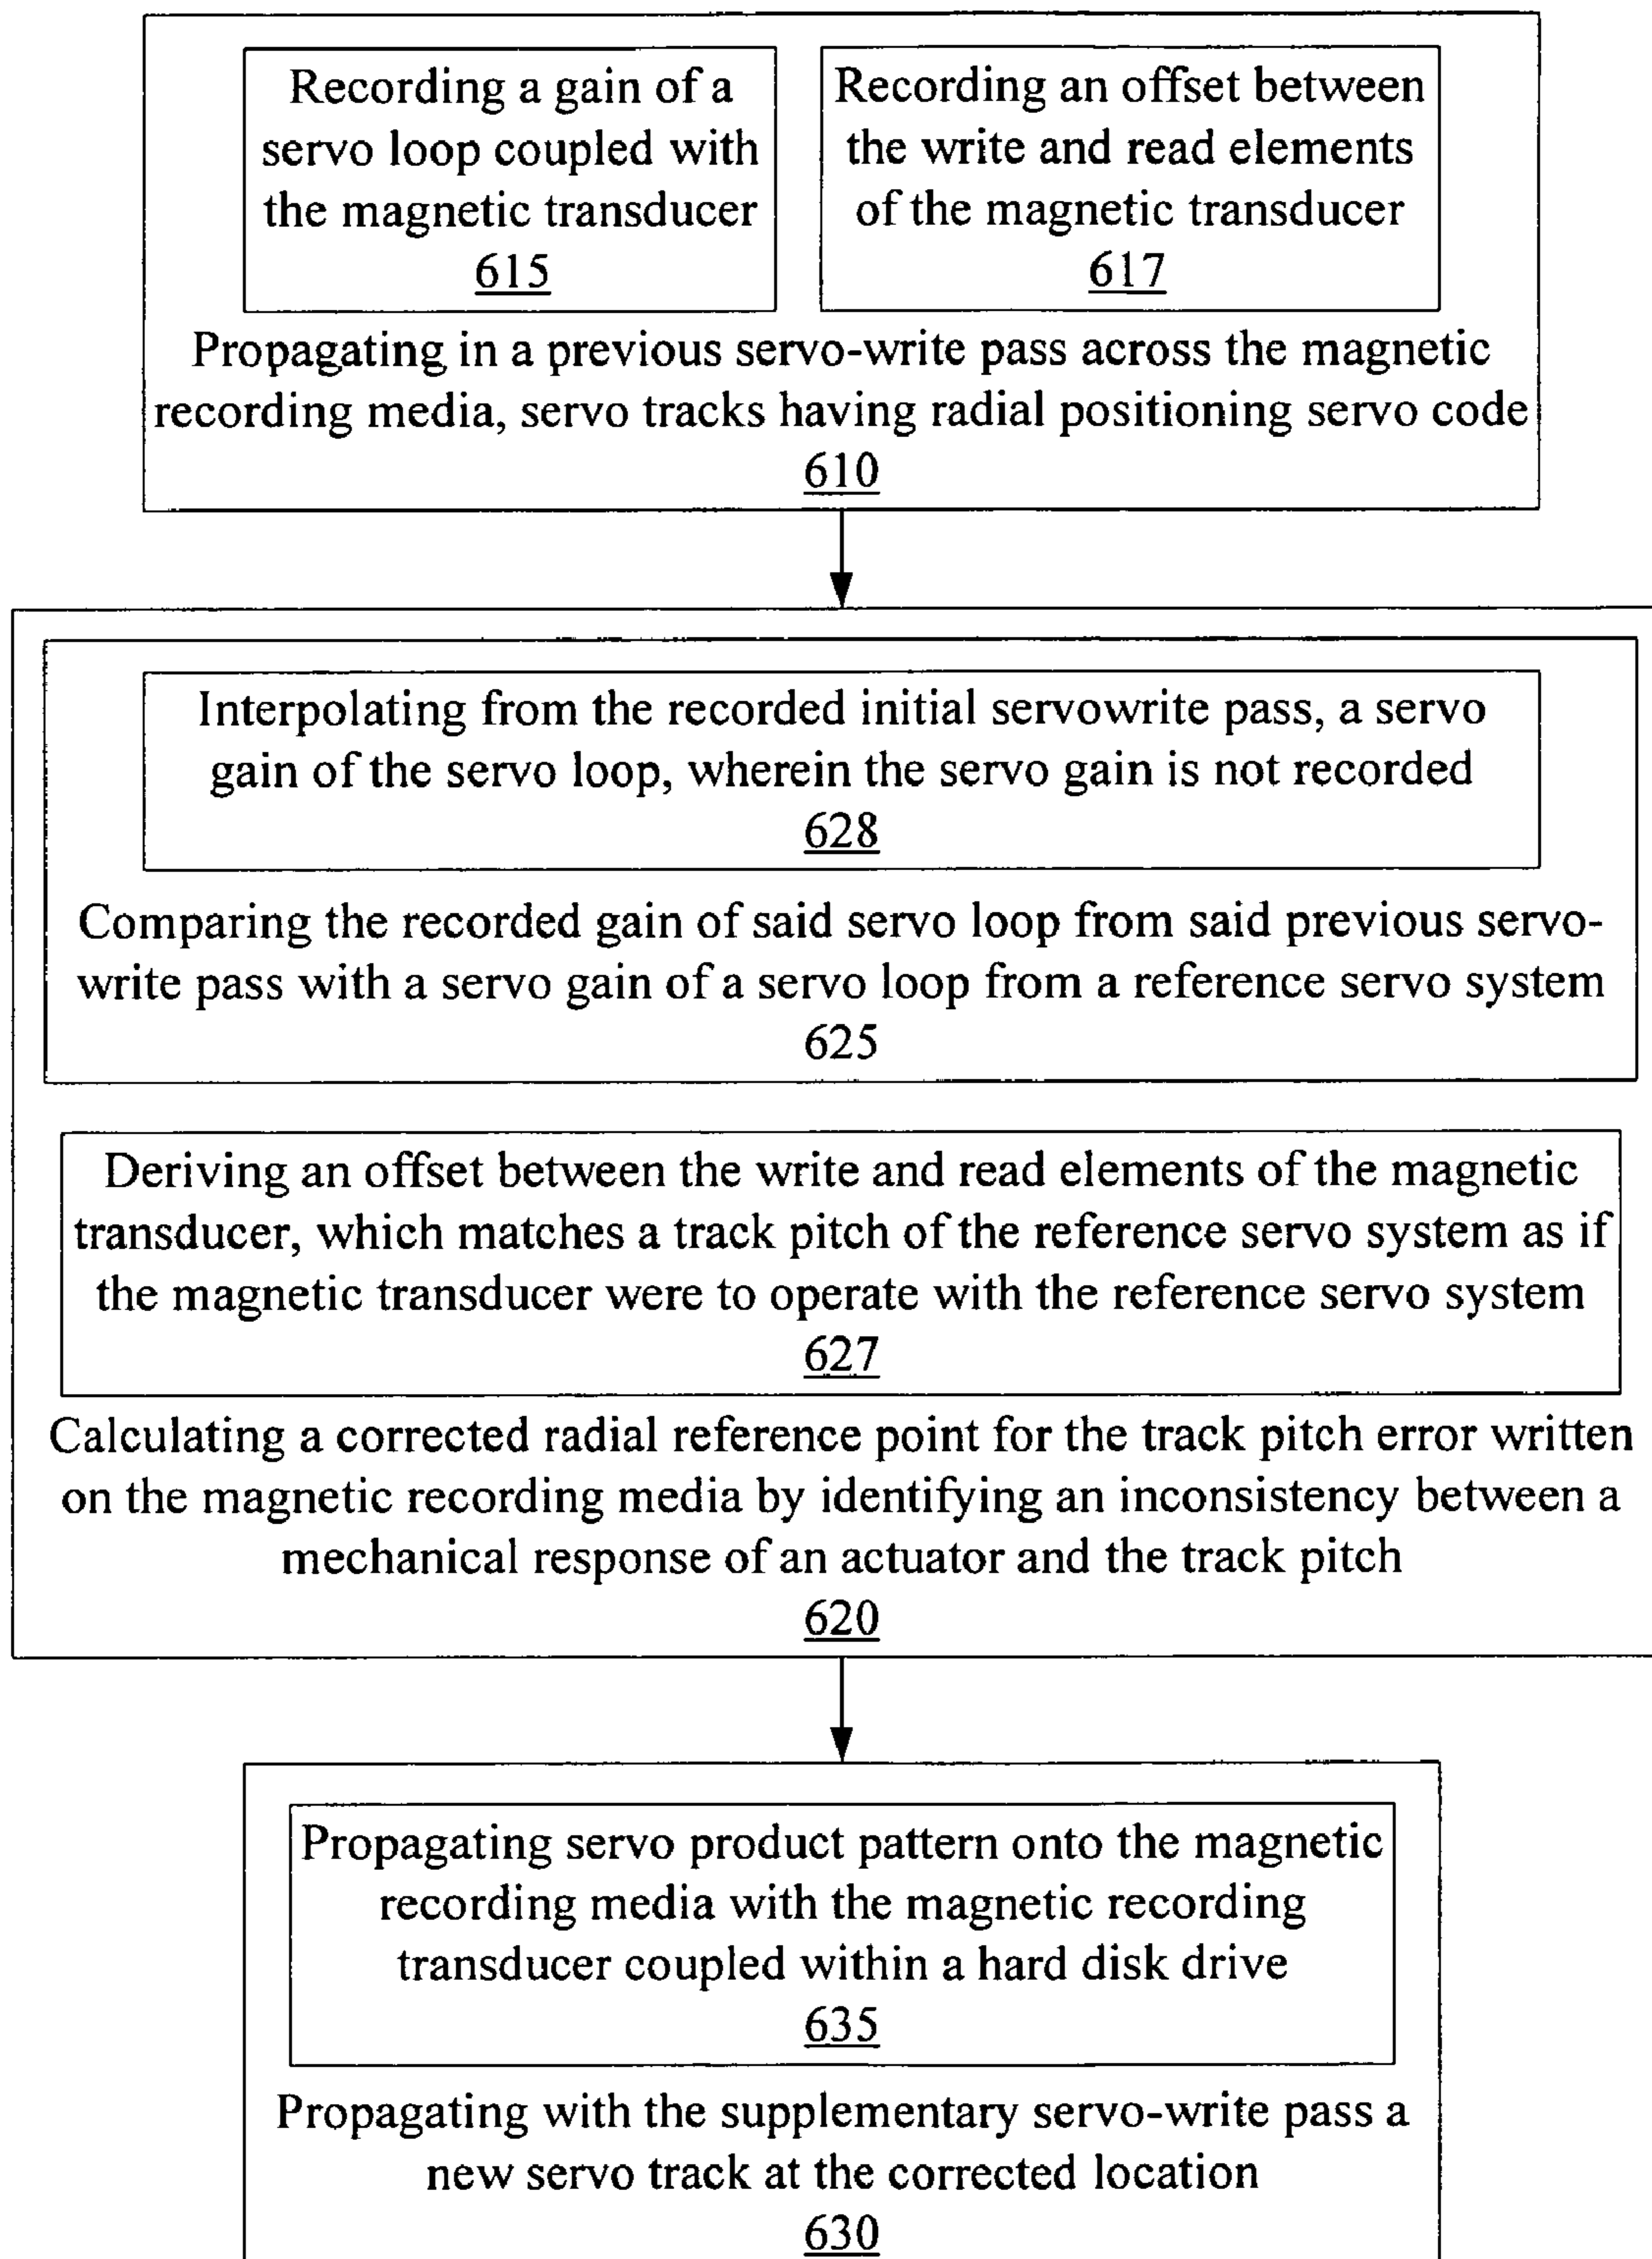 Recording a gain of a
servo loop coupled with
the magnetic transducer
615
Recording an offset between
the write and read elements
of the magnetic transducer
617
Propagating in a previous servo-write pass across the magnetic
recording media, servo tracks having radial positioning servo code
610
Interpolating from the recorded initial servowrite pass, a servo
gain of the servo loop, wherein the servo gain is not recorded
628
Comparing the recorded gain of said servo loop from said previous servo-
write pass with a servo gain of a servo loop from a reference servo system
625
Deriving an offset between the write and read elements of the magnetic
transducer, which matches a track pitch of the reference servo system as if
the magnetic transducer were to operate with the reference servo system
627
Calculating a corrected radial reference point for the track pitch error written
on the magnetic recording media by identifying an inconsistency between a
mechanical response of an actuator and the track pitch
620
Propagating servo product pattern onto the magnetic
recording media with the magnetic recording
transducer coupled within a hard disk drive
635
Propagating with the supplementary servo-write pass a
new servo track at the corrected location
630